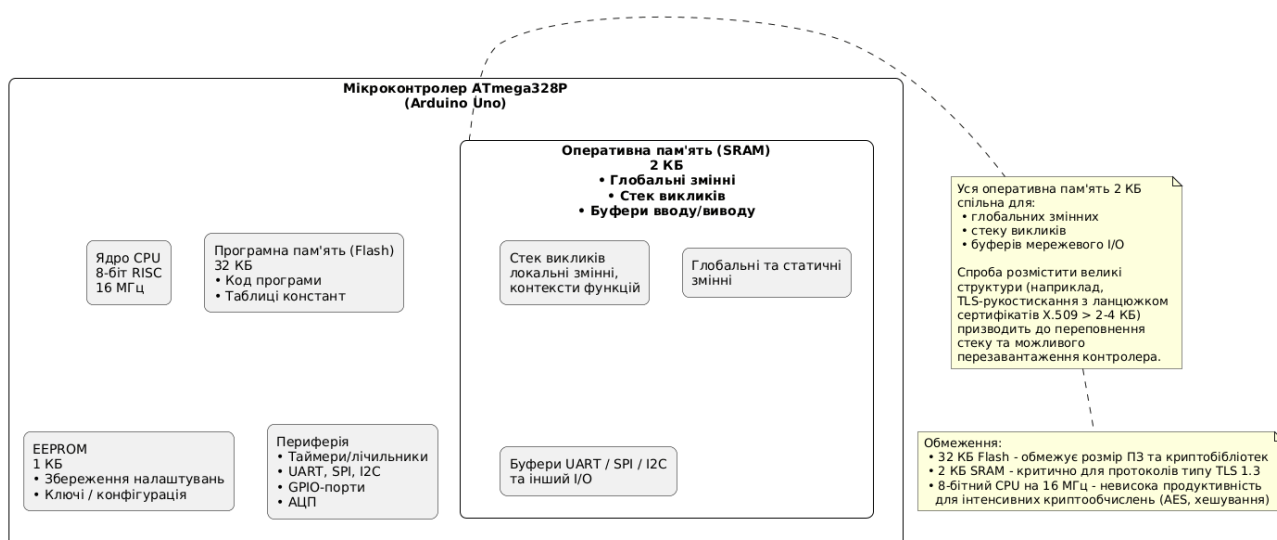 Мікроконтролер ATmega328P
(Arduino Uno)
Оперативна пам'ять (SRAM)
2 КБ
• Глобальні змінні
• Стек викликів
• Буфери вводу/виводу
Ядро CPU
8-біт RISC
16 МГц
Програмна пам'ять (Flash)
32 КБ
• Код програми
• Таблиці констант
Стек викликів
локальні змінні,
контексти функцій
Глобальні та статичні
змінні
EEPROM
1 КБ
• Збереження налаштувань
• Ключі / конфігурація
Периферія
• Таймери/лічильники
• UART, SPI, I2C
• GPIO-порти
• АЦП
Буфери UART / SPI / I2C
та інший I/O
Уся оперативна пам'ять 2 КБ
спільна для:
• глобальних змінних
• стеку викликів
• буферів мережевого I/O
Спроба розмістити великі
структури (наприклад,
TLS-рукостискання з ланцюжком
сертифікатів X.509 > 2-4 КБ)
призводить до переповнення
стеку та можливого
перезавантаження контролера.
Обмеження:
• 32 КБ Flash - обмежує розмір ПЗ та криптобібліотек
• 2 КБ SRAM - критично для протоколів типу TLS 1.3
• 8-бітний CPU на 16 МГц - невисока продуктивність
для інтенсивних криптообчислень (AES, хешування)